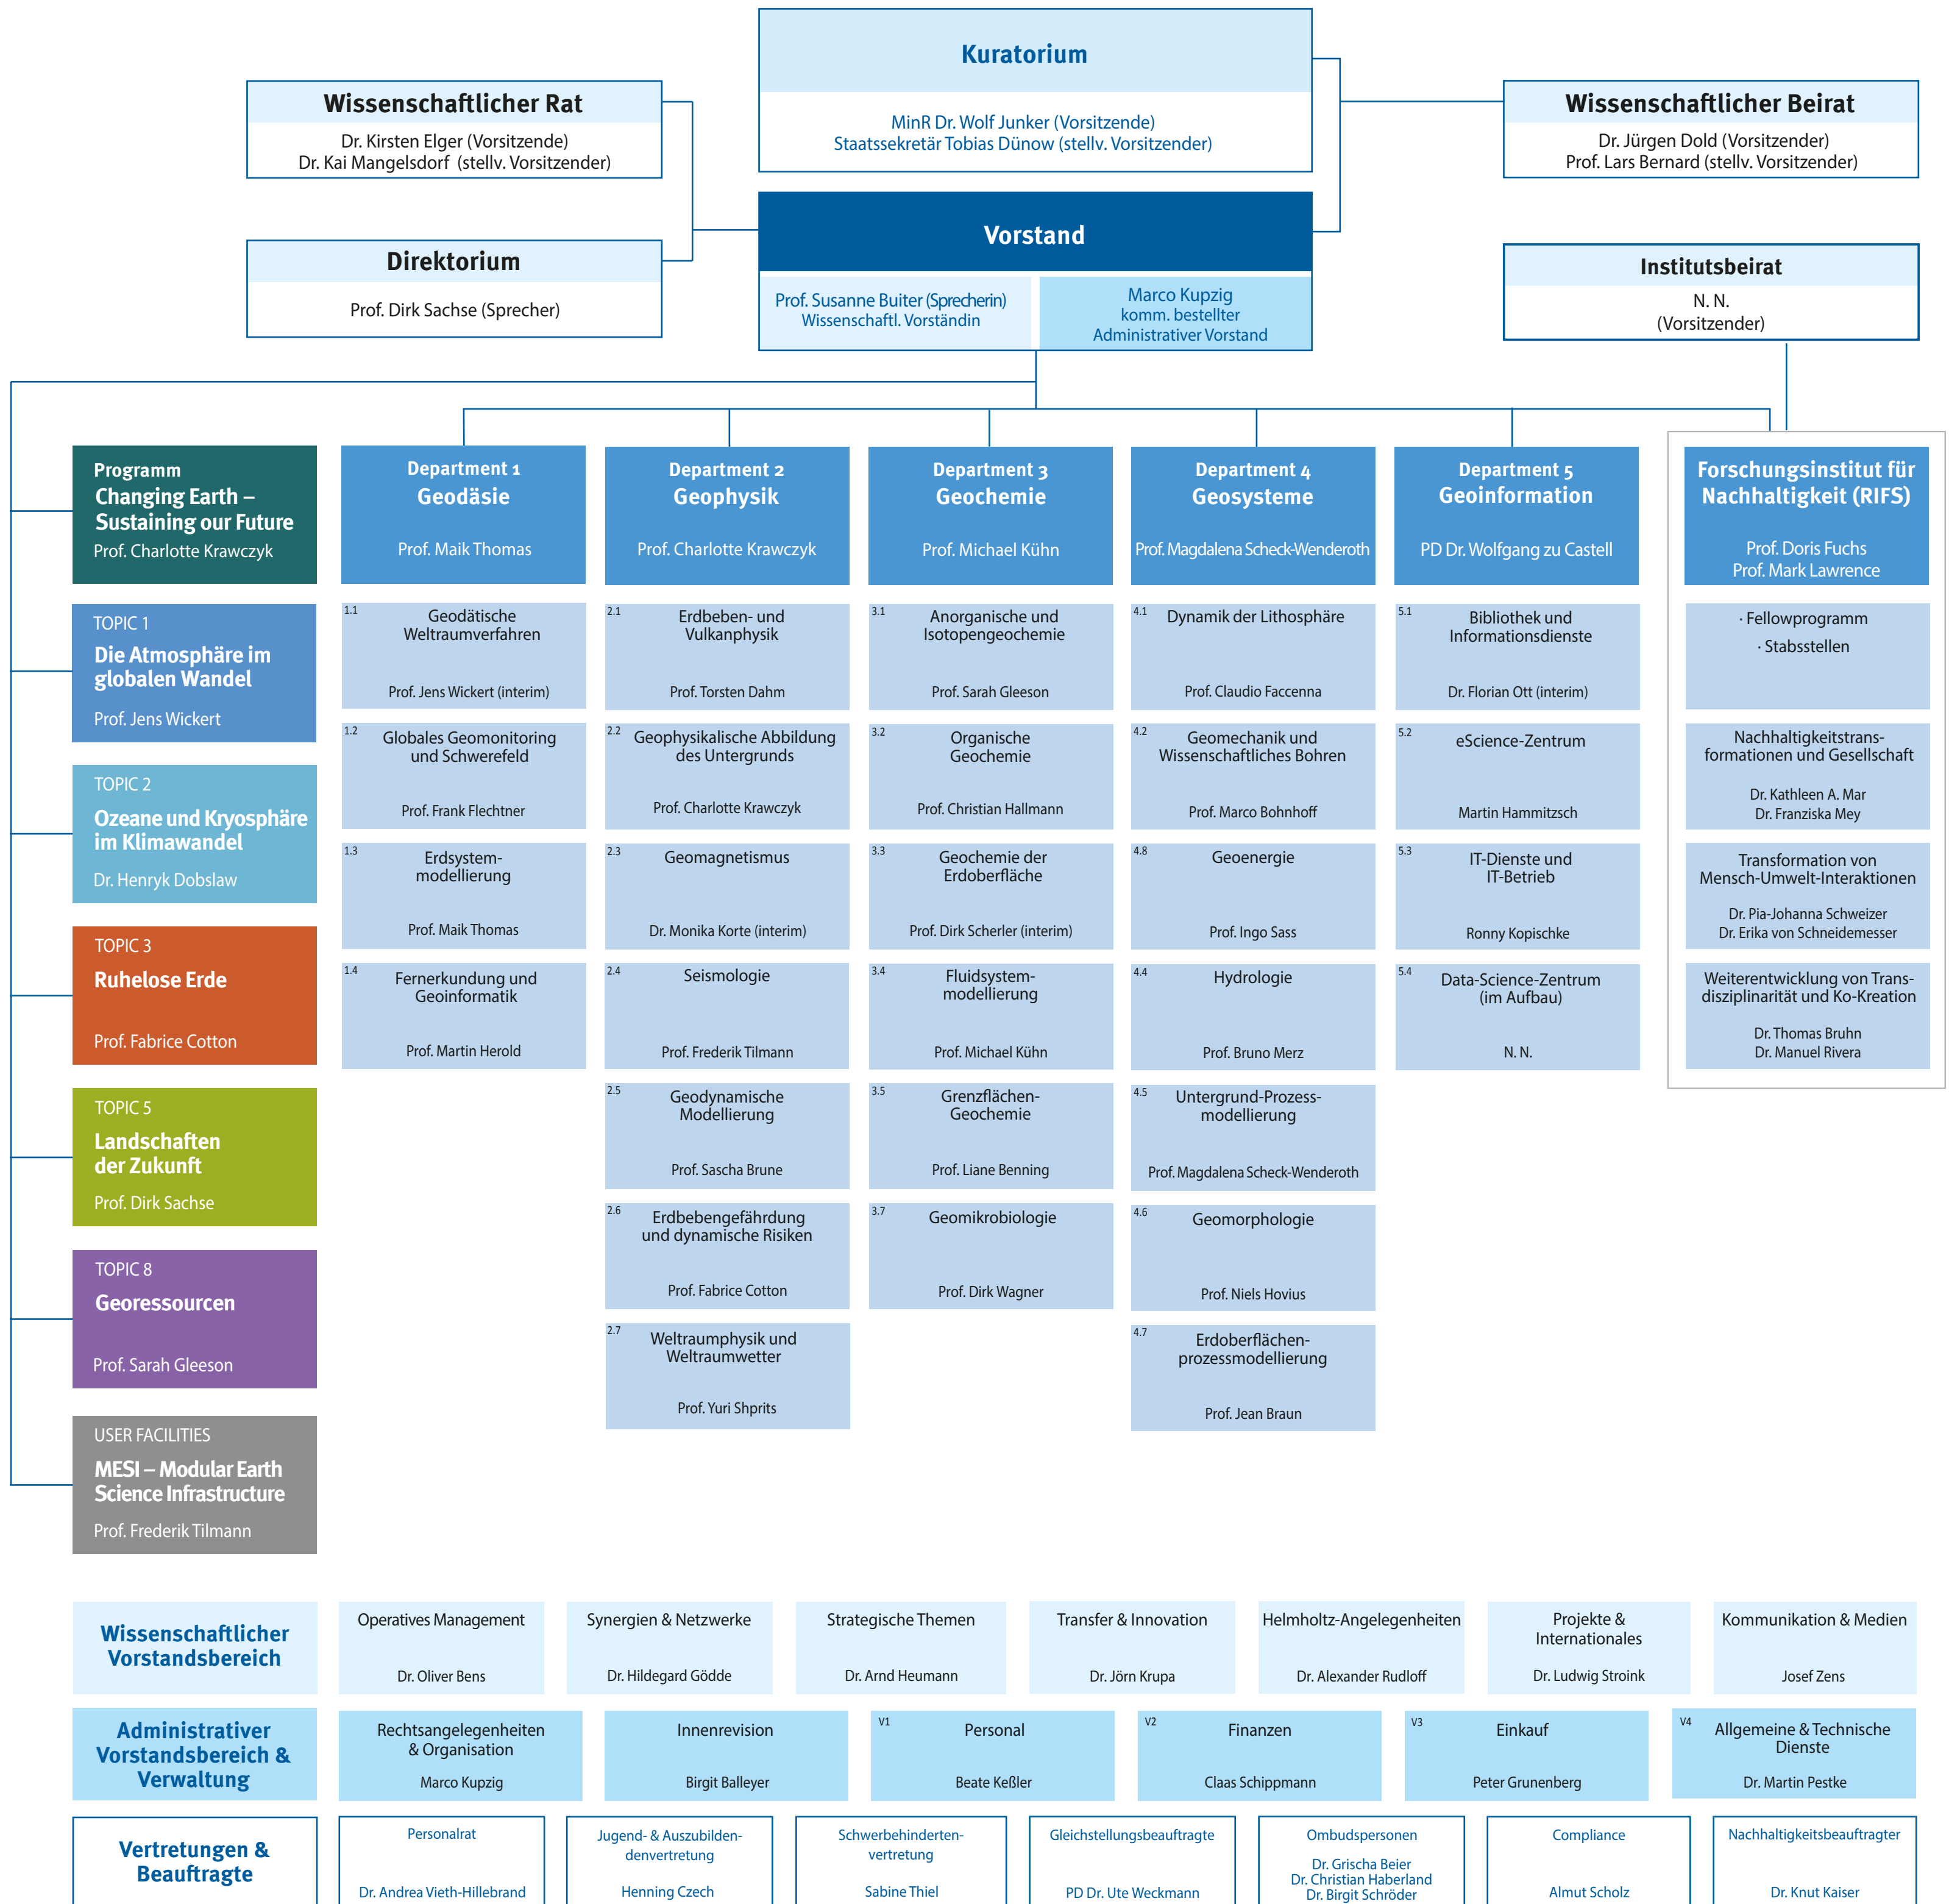 Kuratorium
MinR Dr. Wolf Junker (Vorsitzende)
Staatssekretär Tobias Dünow (stellv. Vorsitzender)
Wissenschaftlicher Rat
Dr. Kirsten Elger (Vorsitzende)
Dr. Kai Mangelsdorf (stellv. Vorsitzender)
Wissenschaftlicher Beirat
Dr. Jürgen Dold (Vorsitzender)
Prof. Lars Bernard (stellv. Vorsitzender)
Vorstand
Prof. Susanne Buiter (Sprecherin)
Wissenschaftl. Vorständin
Marco Kupzig
komm. bestellter
Administrativer Vorstand
Direktorium
Prof. Dirk Sachse (Sprecher)
Institutsbeirat
N. N.
(Vorsitzender)
Programm
Changing Earth –
Sustaining our Future
Prof. Charlotte Krawczyk
TOPIC 1
Die Atmosphäre im
globalen Wandel
Prof. Jens Wickert
TOPIC 2
Ozeane und Kryosphäre
im Klimawandel
Dr. Henryk Dobslaw
TOPIC 3
Ruhelose Erde
Prof. Fabrice Cotton
TOPIC 5
Landschaften
der Zukunft
Prof. Dirk Sachse
TOPIC 8
Georessourcen
Prof. Sarah Gleeson
USER FACILITIES
MESI – Modular Earth
Science Infrastructure
Prof. Frederik Tilmann
Department 1
Geodäsie
Prof. Maik Thomas
1.1
Geodätische
Weltraumverfahren
Prof. Jens Wickert (interim)
1.2
Globales Geomonitoring
und Schwerefeld
Prof. Frank Flechtner
1.3
Erdsystem-
modellierung
Prof. Maik Thomas
1.4
Fernerkundung und
Geoinformatik
Prof. Martin Herold
Department 2
Geophysik
Prof. Charlotte Krawczyk
2.1
Erdbeben- und
Vulkanphysik
Prof. Torsten Dahm
2.2
Geophysikalische Abbildung
des Untergrunds
Prof. Charlotte Krawczyk
2.3
Geomagnetismus
Dr. Monika Korte (interim)
2.4
Seismologie
Prof. Frederik Tilmann
2.5
Geodynamische
Modellierung
Prof. Sascha Brune
2.6
Erdbebengefährdung
und dynamische Risiken
Prof. Fabrice Cotton
2.7
Weltraumphysik und
Weltraumwetter
Prof. Yuri Shprits
Department 3
Geochemie
Prof. Michael Kühn
3.1
Anorganische und
Isotopengeochemie
Prof. Sarah Gleeson
3.2
Organische
Geochemie
Prof. Christian Hallmann
3.3
Geochemie der
Erdoberfläche
Prof. Dirk Scherler (interim)
3.4
Fluidsystem-
modellierung
Prof. Michael Kühn
3.5
Grenzflächen-
Geochemie
Prof. Liane Benning
3.7
Geomikrobiologie
Prof. Dirk Wagner
Department 4
Geosysteme
Prof. Magdalena Scheck-Wenderoth
4.1
Dynamik der Lithosphäre
Prof. Claudio Faccenna
4.2
Geomechanik und
Wissenschaftliches Bohren
Prof. Marco Bohnhoff
4.8
Geoenergie
Prof. Ingo Sass
4.4
Hydrologie
Prof. Bruno Merz
4.5
Untergrund-Prozess-
modellierung
Prof. Magdalena Scheck-Wenderoth
4.6
Geomorphologie
Prof. Niels Hovius
4.7
Erdoberflächen-
prozessmodellierung
Prof. Jean Braun
Department 5
Geoinformation
PD Dr. Wolfgang zu Castell
5.1
Bibliothek und
Informationsdienste
Dr. Florian Ott (interim)
5.2
eScience-Zentrum
Martin Hammitzsch
5.3
IT-Dienste und
IT-Betrieb
Ronny Kopischke
5.4
Data-Science-Zentrum
(im Aufbau)
N. N.
Forschungsinstitut für
Nachhaltigkeit (RIFS)
Prof. Doris Fuchs
Prof. Mark Lawrence
· Fellowprogramm
· Stabsstellen
Nachhaltigkeitstrans-
formationen und Gesellschaft
Dr. Kathleen A. Mar
Dr. Franziska Mey
Transformation von
Mensch-Umwelt-Interaktionen
Dr. Pia-Johanna Schweizer
Dr. Erika von Schneidemesser
Weiterentwicklung von Trans-
disziplinarität und Ko-Kreation
Dr. Thomas Bruhn
Dr. Manuel Rivera
Wissenschaftlicher
Vorstandsbereich
Operatives Management
Dr. Oliver Bens
Synergien & Netzwerke
Dr. Hildegard Gödde
Strategische Themen
Dr. Arnd Heumann
Transfer & Innovation
Dr. Jörn Krupa
Helmholtz-Angelegenheiten
Dr. Alexander Rudloff
Projekte &
Internationales
Dr. Ludwig Stroink
Kommunikation & Medien
Josef Zens
Administrativer
Vorstandsbereich &
Verwaltung
Rechtsangelegenheiten
& Organisation
Marco Kupzig
Innenrevision
Birgit Balleyer
V1
Personal
Beate Keßler
V2
Finanzen
Claas Schippmann
V3
Einkauf
Peter Grunenberg
V4
Allgemeine & Technische
Dienste
Dr. Martin Pestke
Vertretungen &
Beauftragte
Personalrat
Dr. Andrea Vieth-Hillebrand
Jugend- & Auszubilden-
denvertretung
Henning Czech
Schwerbehinderten-
vertretung
Sabine Thiel
Gleichstellungsbeauftragte
PD Dr. Ute Weckmann
Ombudspersonen
Dr. Grischa Beier
Dr. Christian Haberland
Dr. Birgit Schröder
Compliance
Almut Scholz
Nachhaltigkeitsbeauftragter
Dr. Knut Kaiser